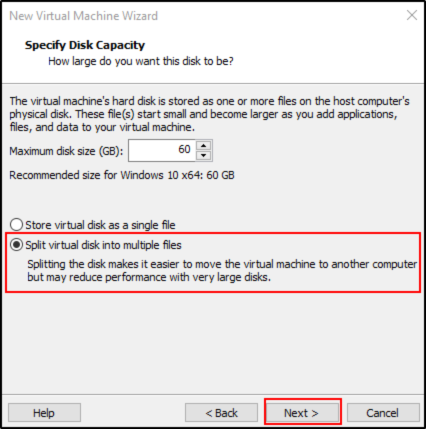 New Virtual Machine Wizard
Specify Disk Capacity
How large do you want this disk to be?
The virtual machine's hard disk is stored as one or more files on the host computer's
physical disk. These file(s) start small and become larger as you add applications,
files, and data to your virtual machine.
Maximum disk size (GB): 60
Recommended size for Windows 10 x64: 60 GB
Store virtual disk as a single file
Split virtual disk into multiple files
Splitting the disk makes it easier to move the virtual machine to another computer
but may reduce performance with very large disks.
Help < Back Next > Cancel